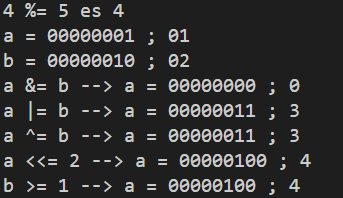 4 %= 5 es 4
a = 00000001 ; 01
b = 00000010 ; 02
a &= b --> a = 00000000 ; 0
a |= b --> a = 00000011 ; 3
a ^= b --> a = 00000011 ; 3
a <<= 2 --> a = 00000100 ; 4
b >= 1 --> a = 00000100 ; 4